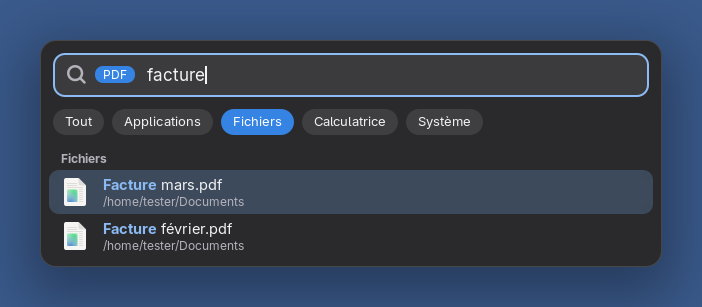 PDF facture
Tout Applications Fichiers Calculatrice Système
Fichiers
Facture mars.pdf
/home/tester/Documents
Facture février.pdf
/home/tester/Documents